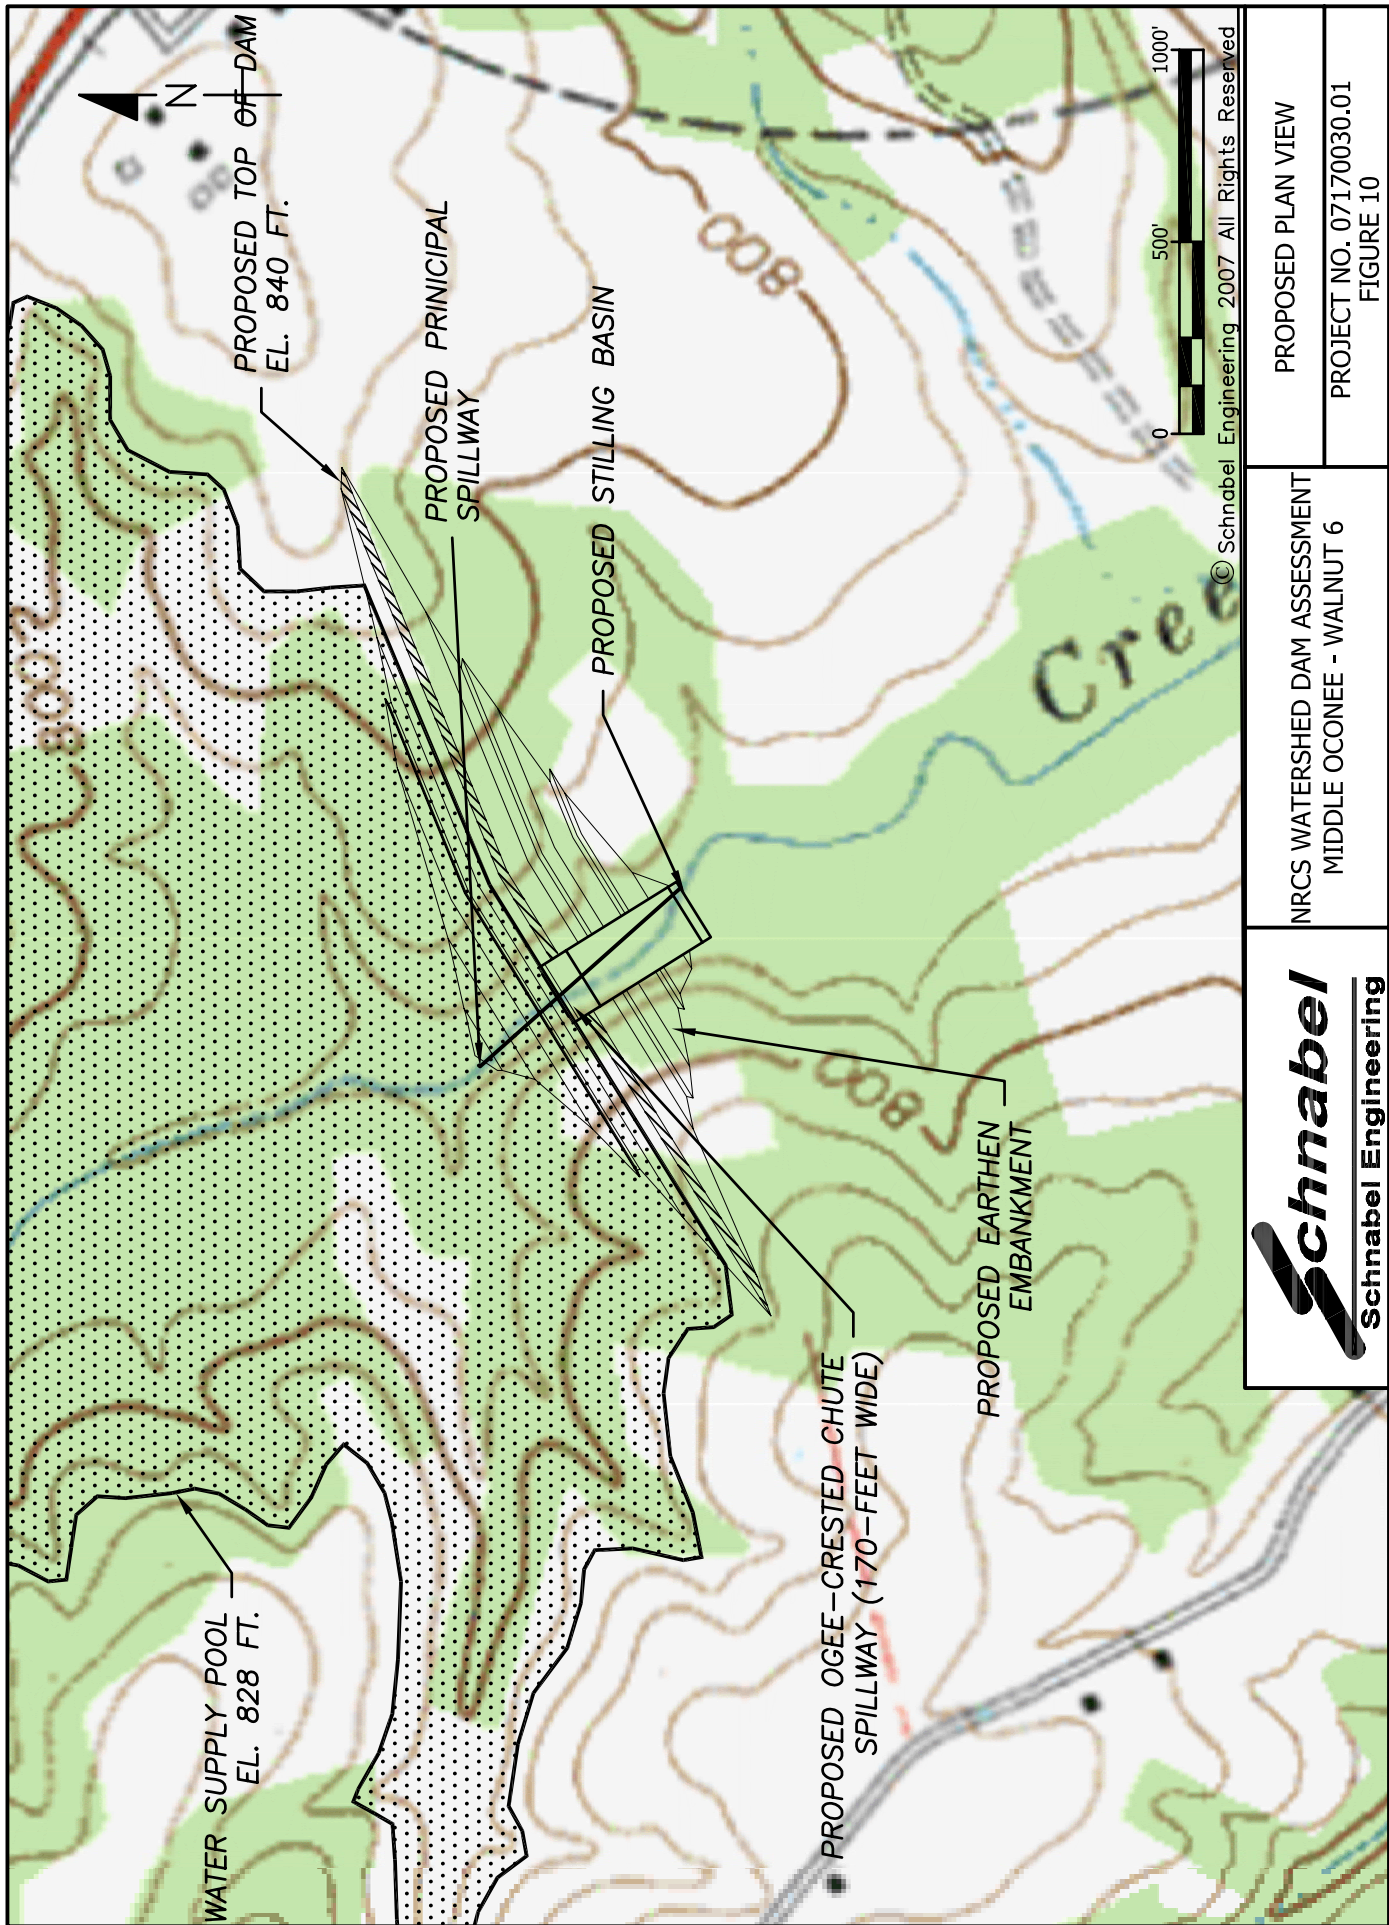 WATER SUPPLY POOL
EL. 828 FT.
PROPOSED TOP OF DAM
EL. 840 FT.
N
PROPOSED PRINICIPAL
SPILLWAY
PROPOSED STILLING BASIN
PROPOSED OGEE-CRESTED CHUTE
SPILLWAY (170-FEET WIDE)
PROPOSED EARTHEN
EMBANKMENT
800
800
800
Cree
0 500' 1000'
© Schnabel Engineering 2007 All Rights Reserved
Schnabel
Schnabel Engineering
NRCS WATERSHED DAM ASSESSMENT
MIDDLE OCONEE - WALNUT 6
PROPOSED PLAN VIEW
PROJECT NO. 07170030.01
FIGURE 10